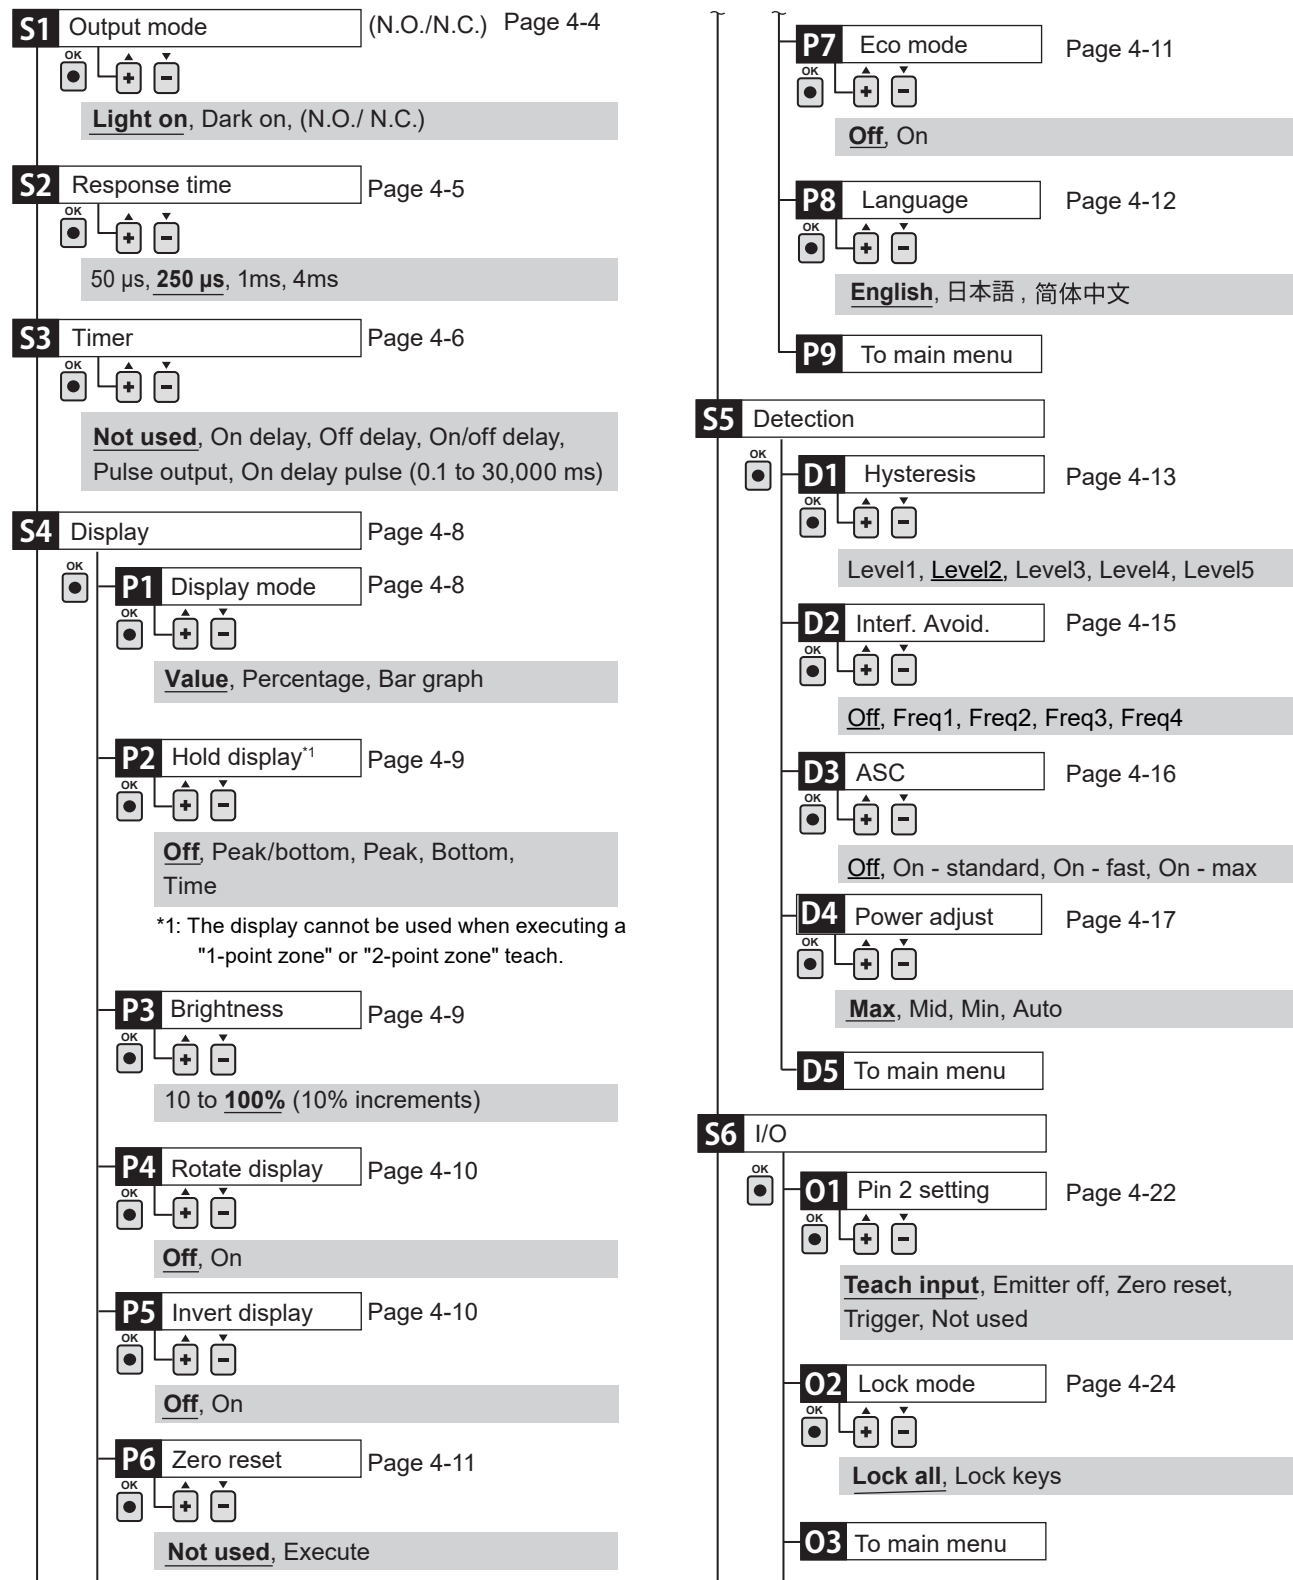 S1 Output mode (N.O./N.C.) Page 4-4
OK
Light on, Dark on, (N.O./ N.C.)
S2 Response time Page 4-5
OK
50 µs, 250 µs, 1ms, 4ms
S3 Timer Page 4-6
OK
Not used, On delay, Off delay, On/off delay,
Pulse output, On delay pulse (0.1 to 30,000 ms)
S4 Display Page 4-8
OK
P1 Display mode Page 4-8
OK
Value, Percentage, Bar graph
P2 Hold display*1 Page 4-9
OK
Off, Peak/bottom, Peak, Bottom,
Time
*1: The display cannot be used when executing a
"1-point zone" or "2-point zone" teach.
P3 Brightness Page 4-9
OK
10 to 100% (10% increments)
P4 Rotate display Page 4-10
OK
Off, On
P5 Invert display Page 4-10
OK
Off, On
P6 Zero reset Page 4-11
OK
Not used, Execute
P7 Eco mode Page 4-11
OK
Off, On
P8 Language Page 4-12
OK
English, 日本語 , 简体中文
P9 To main menu
S5 Detection
OK
D1 Hysteresis Page 4-13
OK
Level1, Level2, Level3, Level4, Level5
D2 Interf. Avoid. Page 4-15
OK
Off, Freq1, Freq2, Freq3, Freq4
D3 ASC Page 4-16
OK
Off, On - standard, On - fast, On - max
D4 Power adjust Page 4-17
OK
Max, Mid, Min, Auto
D5 To main menu
S6 I/O
OK
O1 Pin 2 setting Page 4-22
OK
Teach input, Emitter off, Zero reset,
Trigger, Not used
O2 Lock mode Page 4-24
OK
Lock all, Lock keys
O3 To main menu